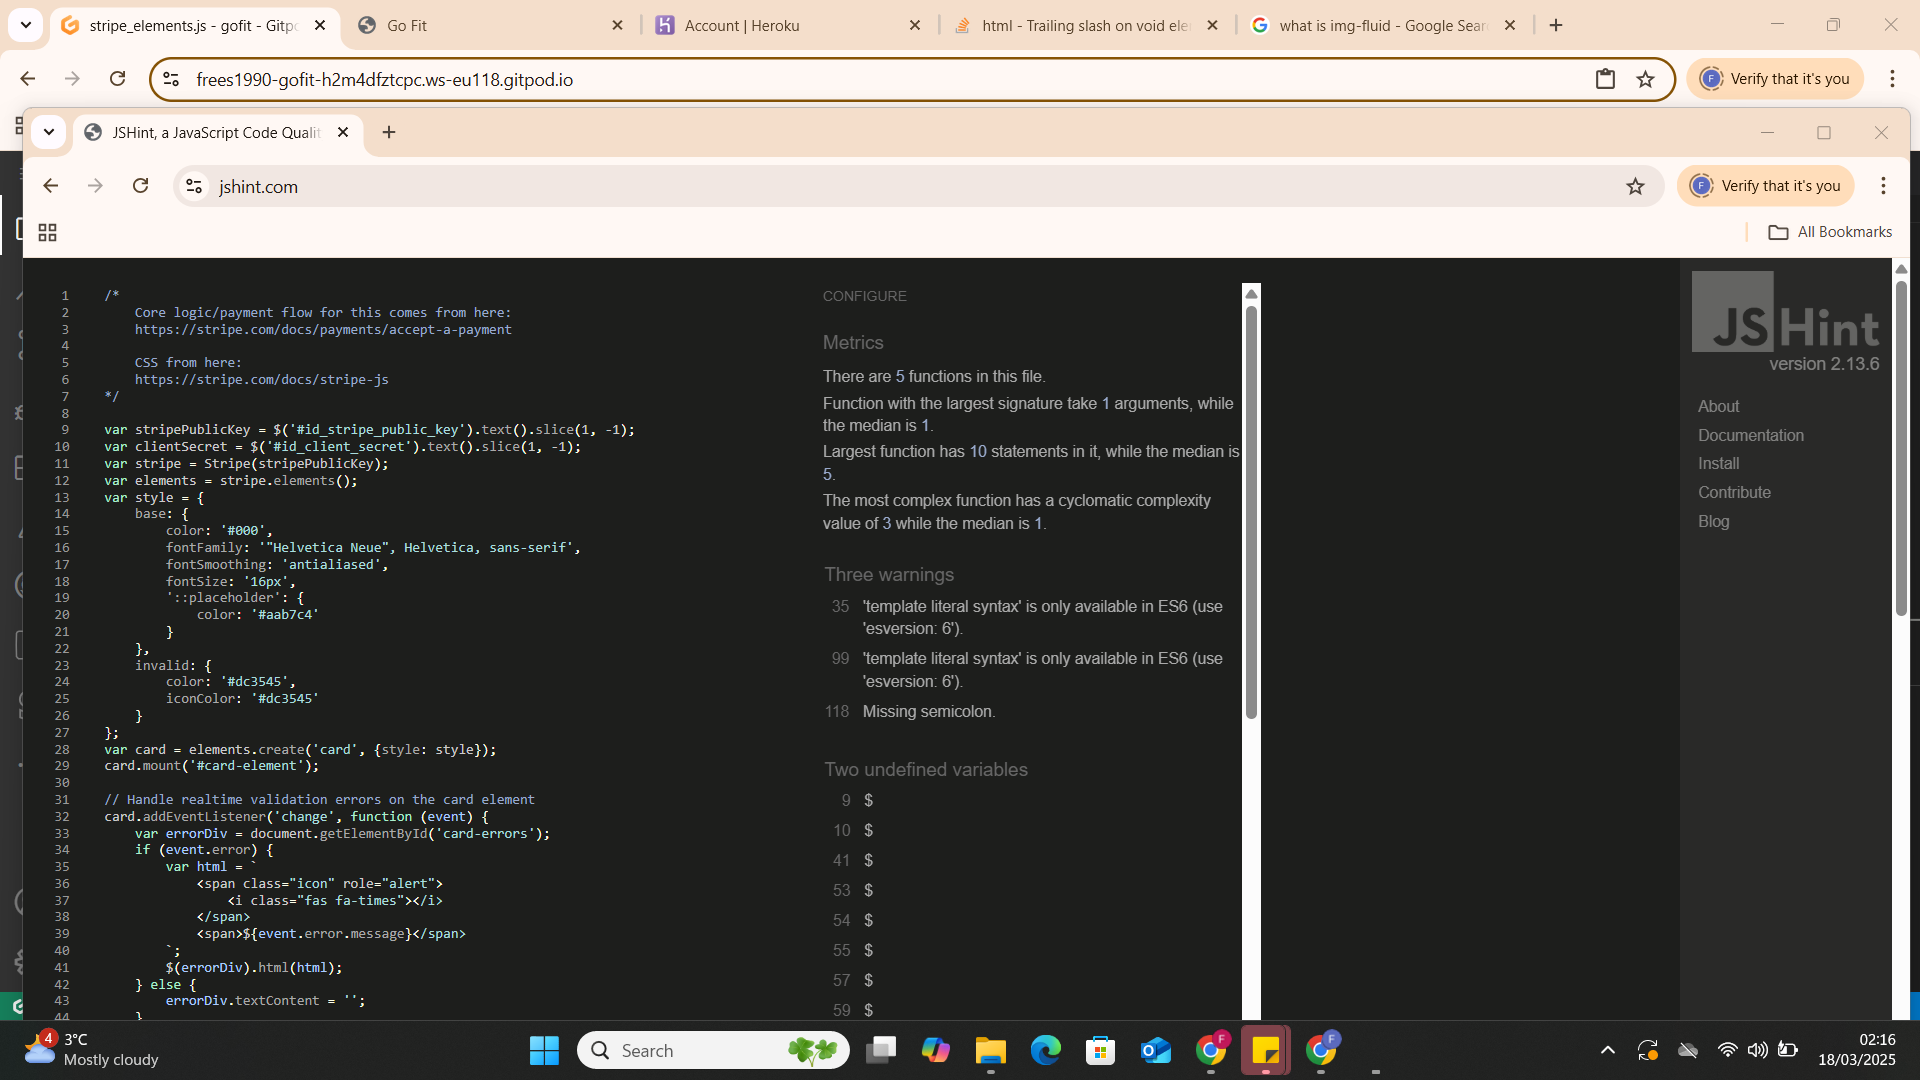 stripe_elements.js - gofit - Gitpo
Go Fit
Account | Heroku
html - Trailing slash on void ele
what is img-fluid - Google Sear
frees1990-gofit-h2m4dfztcpc.ws-eu118.gitpod.io
F
Verify that it's you
JSHint, a JavaScript Code Qualit
jshint.com
F
Verify that it's you
All Bookmarks
1 /*
2 Core logic/payment flow for this comes from here:
3 https://stripe.com/docs/payments/accept-a-payment
4
5 CSS from here:
6 https://stripe.com/docs/stripe-js
7 */
8
9 var stripePublicKey = $('#id_stripe_public_key').text().slice(1, -1);
10 var clientSecret = $('#id_client_secret').text().slice(1, -1);
11 var stripe = Stripe(stripePublicKey);
12 var elements = stripe.elements();
13 var style = {
14 base: {
15 color: '#000',
16 fontFamily: '"Helvetica Neue", Helvetica, sans-serif',
17 fontSmoothing: 'antialiased',
18 fontSize: '16px',
19 '::placeholder': {
20 color: '#aab7c4'
21 }
22 },
23 invalid: {
24 color: '#dc3545',
25 iconColor: '#dc3545'
26 }
27 };
28 var card = elements.create('card', {style: style});
29 card.mount('#card-element');
30
31 // Handle realtime validation errors on the card element
32 card.addEventListener('change', function (event) {
33 var errorDiv = document.getElementById('card-errors');
34 if (event.error) {
35 var html = `
36 <span class="icon" role="alert">
37 <i class="fas fa-times"></i>
38 </span>
39 <span>${event.error.message}</span>
40 `;
41 $(errorDiv).html(html);
42 } else {
43 errorDiv.textContent = '';
44 }
CONFIGURE
Metrics
There are 5 functions in this file.
Function with the largest signature take 1 arguments, while
the median is 1.
Largest function has 10 statements in it, while the median is
5.
The most complex function has a cyclomatic complexity
value of 3 while the median is 1.
Three warnings
35 'template literal syntax' is only available in ES6 (use
'esversion: 6').
99 'template literal syntax' is only available in ES6 (use
'esversion: 6').
118 Missing semicolon.
Two undefined variables
9 $
10 $
41 $
53 $
54 $
55 $
57 $
59 $
JSHint
version 2.13.6
About
Documentation
Install
Contribute
Blog
4
3°C
Mostly cloudy
Search
F
F
02:16
18/03/2025